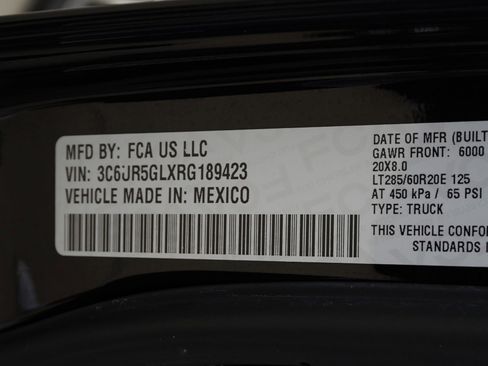 MFD BY: FCA US LLC
VIN: 3C6UR5GLXRG189423
VEHICLE MADE IN: MEXICO
DATE OF MFR (BUILT
GAWR FRONT: 6000
20X8.0
LT285/60R20E 125
AT 450 kPa / 65 PSI
TYPE: TRUCK
THIS VEHICLE CONFO
STANDARDS I